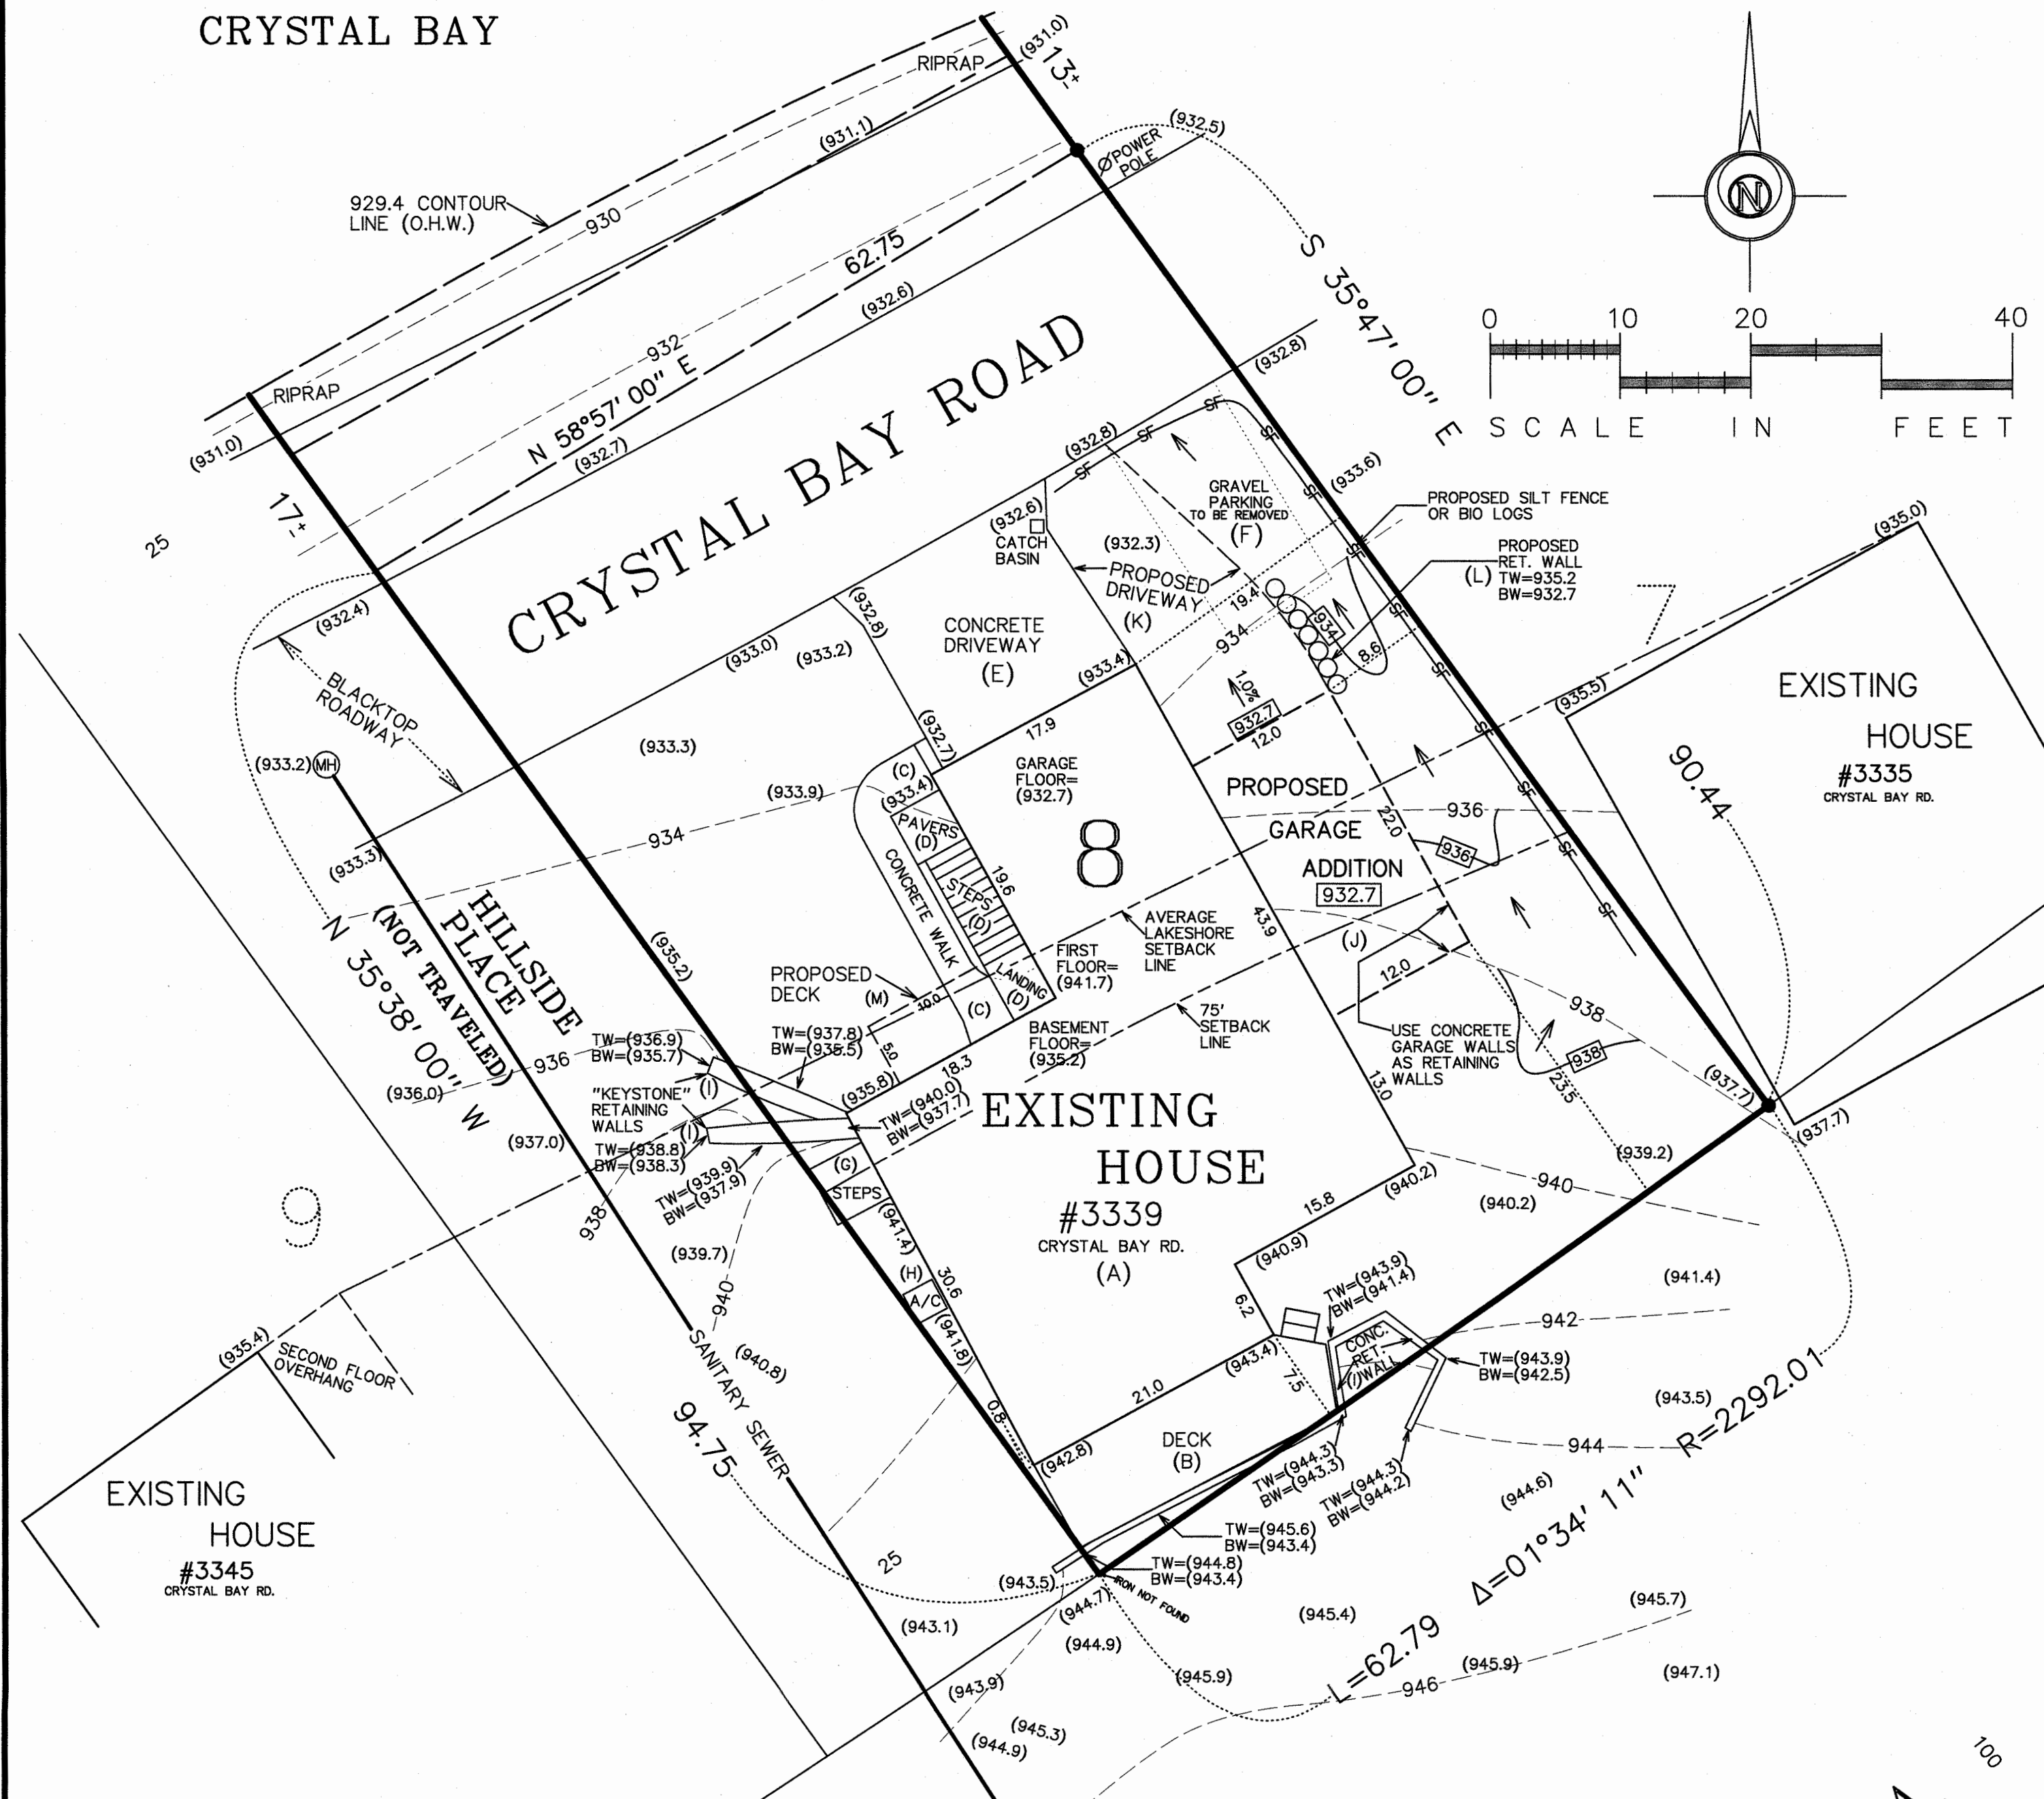 CRYSTAL BAY
RIPRAP
(931.0)
13±
(931.1)
(932.5)
POWER
POLE
929.4 CONTOUR
LINE (O.H.W.)
930
62.75
(932.6)
932
N 58°57' 00" E
(932.7)
RIPRAP
(931.0)
17±
25
S 35°47' 00" E
N
0 10 20 40
SCALE IN FEET
CRYSTAL BAY ROAD
(932.8)
(932.8)
SF
SF
SF
SF
SF
SF
SF
SF
SF
SF
SF
SF
GRAVEL
PARKING
TO BE REMOVED
(F)
(933.6)
PROPOSED SILT FENCE
OR BIO LOGS
PROPOSED
RET. WALL
(L) TW=935.2
BW=932.7
(932.6)
CATCH
BASIN
(932.3)
PROPOSED
DRIVEWAY
(K)
19.4
934
934
8.6
7
(935.0)
(935.5)
EXISTING
HOUSE
#3335
CRYSTAL BAY RD.
90.44
(932.4)
BLACKTOP
ROADWAY
(933.2)
MH
(933.3)
(932.8)
(933.0)
(933.2)
CONCRETE
DRIVEWAY
(E)
(933.4)
17.9
(932.7)
(933.3)
(933.9)
934
1.0%
932.7
12.0
GARAGE
FLOOR=
(932.7)
8
PROPOSED
GARAGE
ADDITION
932.7
22.0
936
936
(C)
(933.4)
PAVERS
(D)
CONCRETE WALK
STEPS
(D)
19.6
LANDING
(D)
(C)
HILLSIDE
PLACE
(NOT TRAVELED)
N 35°38' 00" W
(935.2)
FIRST
FLOOR=
(941.7)
AVERAGE
LAKESHORE
SETBACK
LINE
43.9
(J)
12.0
PROPOSED
DECK
(M)
10.0
5.0
BASEMENT
FLOOR=
(935.2)
75'
SETBACK
LINE
USE CONCRETE
GARAGE WALLS
AS RETAINING
WALLS
938
938
23.5
(937.7)
(937.7)
(939.2)
TW=(936.9)
BW=(935.7)
TW=(937.8)
BW=(935.5)
936
(936.0)
"KEYSTONE"
RETAINING
WALLS
(I)
(I)
TW=(938.8)
BW=(938.3)
(937.0)
(935.8)
18.3
TW=(940.0)
BW=(937.7)
TW=(939.9)
BW=(937.9)
EXISTING
HOUSE
#3339
CRYSTAL BAY RD.
(A)
13.0
15.8
(940.2)
940
(940.2)
(940.9)
6.2
(G)
STEPS
(941.4)
(H)
30.6
A/C
(941.8)
9
938
(939.7)
940
(940.8)
SANITARY SEWER
94.75
(935.4)
SECOND FLOOR
OVERHANG
EXISTING
HOUSE
#3345
CRYSTAL BAY RD.
TW=(943.9)
BW=(941.4)
CONC.
RET.
(I)WALL
(941.4)
942
TW=(943.9)
BW=(942.5)
(943.5)
944
(943.4)
7.5
21.0
0.8
(942.8)
DECK
(B)
TW=(944.3)
BW=(943.3)
TW=(944.3)
BW=(944.2)
(944.6)
TW=(945.6)
BW=(943.4)
TW=(944.8)
BW=(943.4)
IRON NOT FOUND
25
(943.5)
(943.1)
(944.7)
(944.9)
(945.4)
(945.7)
(945.9)
(945.9)
946
(947.1)
(943.9)
(945.3)
(944.9)
L=62.79 Δ=01°34' 11" R=2292.01
100